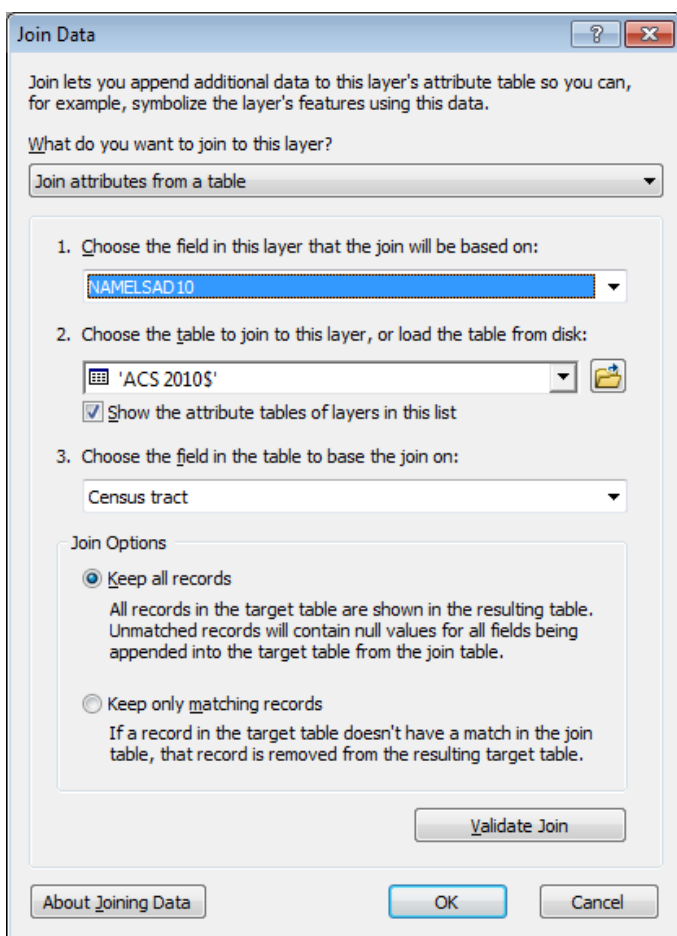 Join Data
Join lets you append additional data to this layer's attribute table so you can,
for example, symbolize the layer's features using this data.
What do you want to join to this layer?
Join attributes from a table
1. Choose the field in this layer that the join will be based on:
NAMELSAD10
2. Choose the table to join to this layer, or load the table from disk:
'ACS 2010$'
Show the attribute tables of layers in this list
3. Choose the field in the table to base the join on:
Census tract
Join Options
Keep all records
All records in the target table are shown in the resulting table.
Unmatched records will contain null values for all fields being
appended into the target table from the join table.
Keep only matching records
If a record in the target table doesn't have a match in the join
table, that record is removed from the resulting target table.
Validate Join
About Joining Data OK Cancel